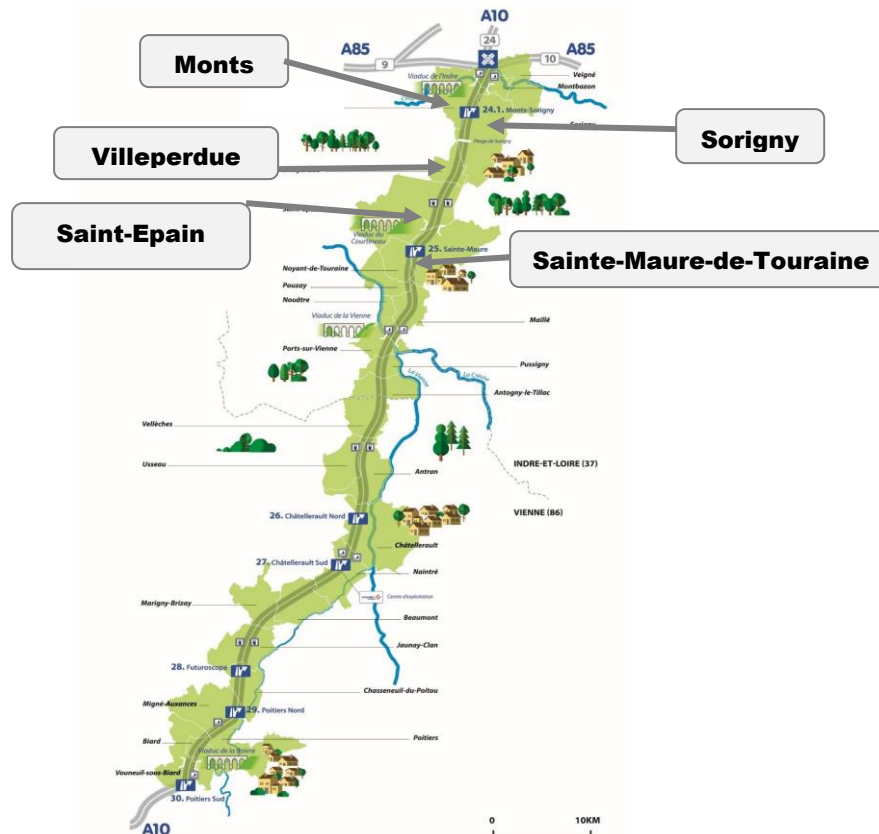 A10
24
A85
A85
9
10
Monts
Viaduc de l'Indre
Veigné
Montbazon
24.1. Monts-Sorigny
Sorigny
Villeperdue
Saint-Epain
Viaduc du
Courtineau
25. Sainte-Maure
Sainte-Maure-de-Touraine
Noyant-de-Touraine
Pouzay
Nouâtre
Viaduc de la Vienne
Maillé
Ports-sur-Vienne
Pussigny
La Vienne
La Creuse
Antogny-le-Tillac
Vellèches
Usseau
Antran
INDRE-ET-LOIRE (37)
VIENNE (86)
26. Châtellerault Nord
Châtellerault
27. Châtellerault Sud
Naintré
Centre d'exploitation
Marigny-Brizay
Beaumont
Jaunay-Clan
28. Futuroscope
Chasseneuil-du-Poitou
Migné-Auxances
29. Poitiers Nord
Biard
Poitiers
Viaduc de la Boivre
Vouneuil-sous-Biard
30. Poitiers Sud
A10
0
10KM